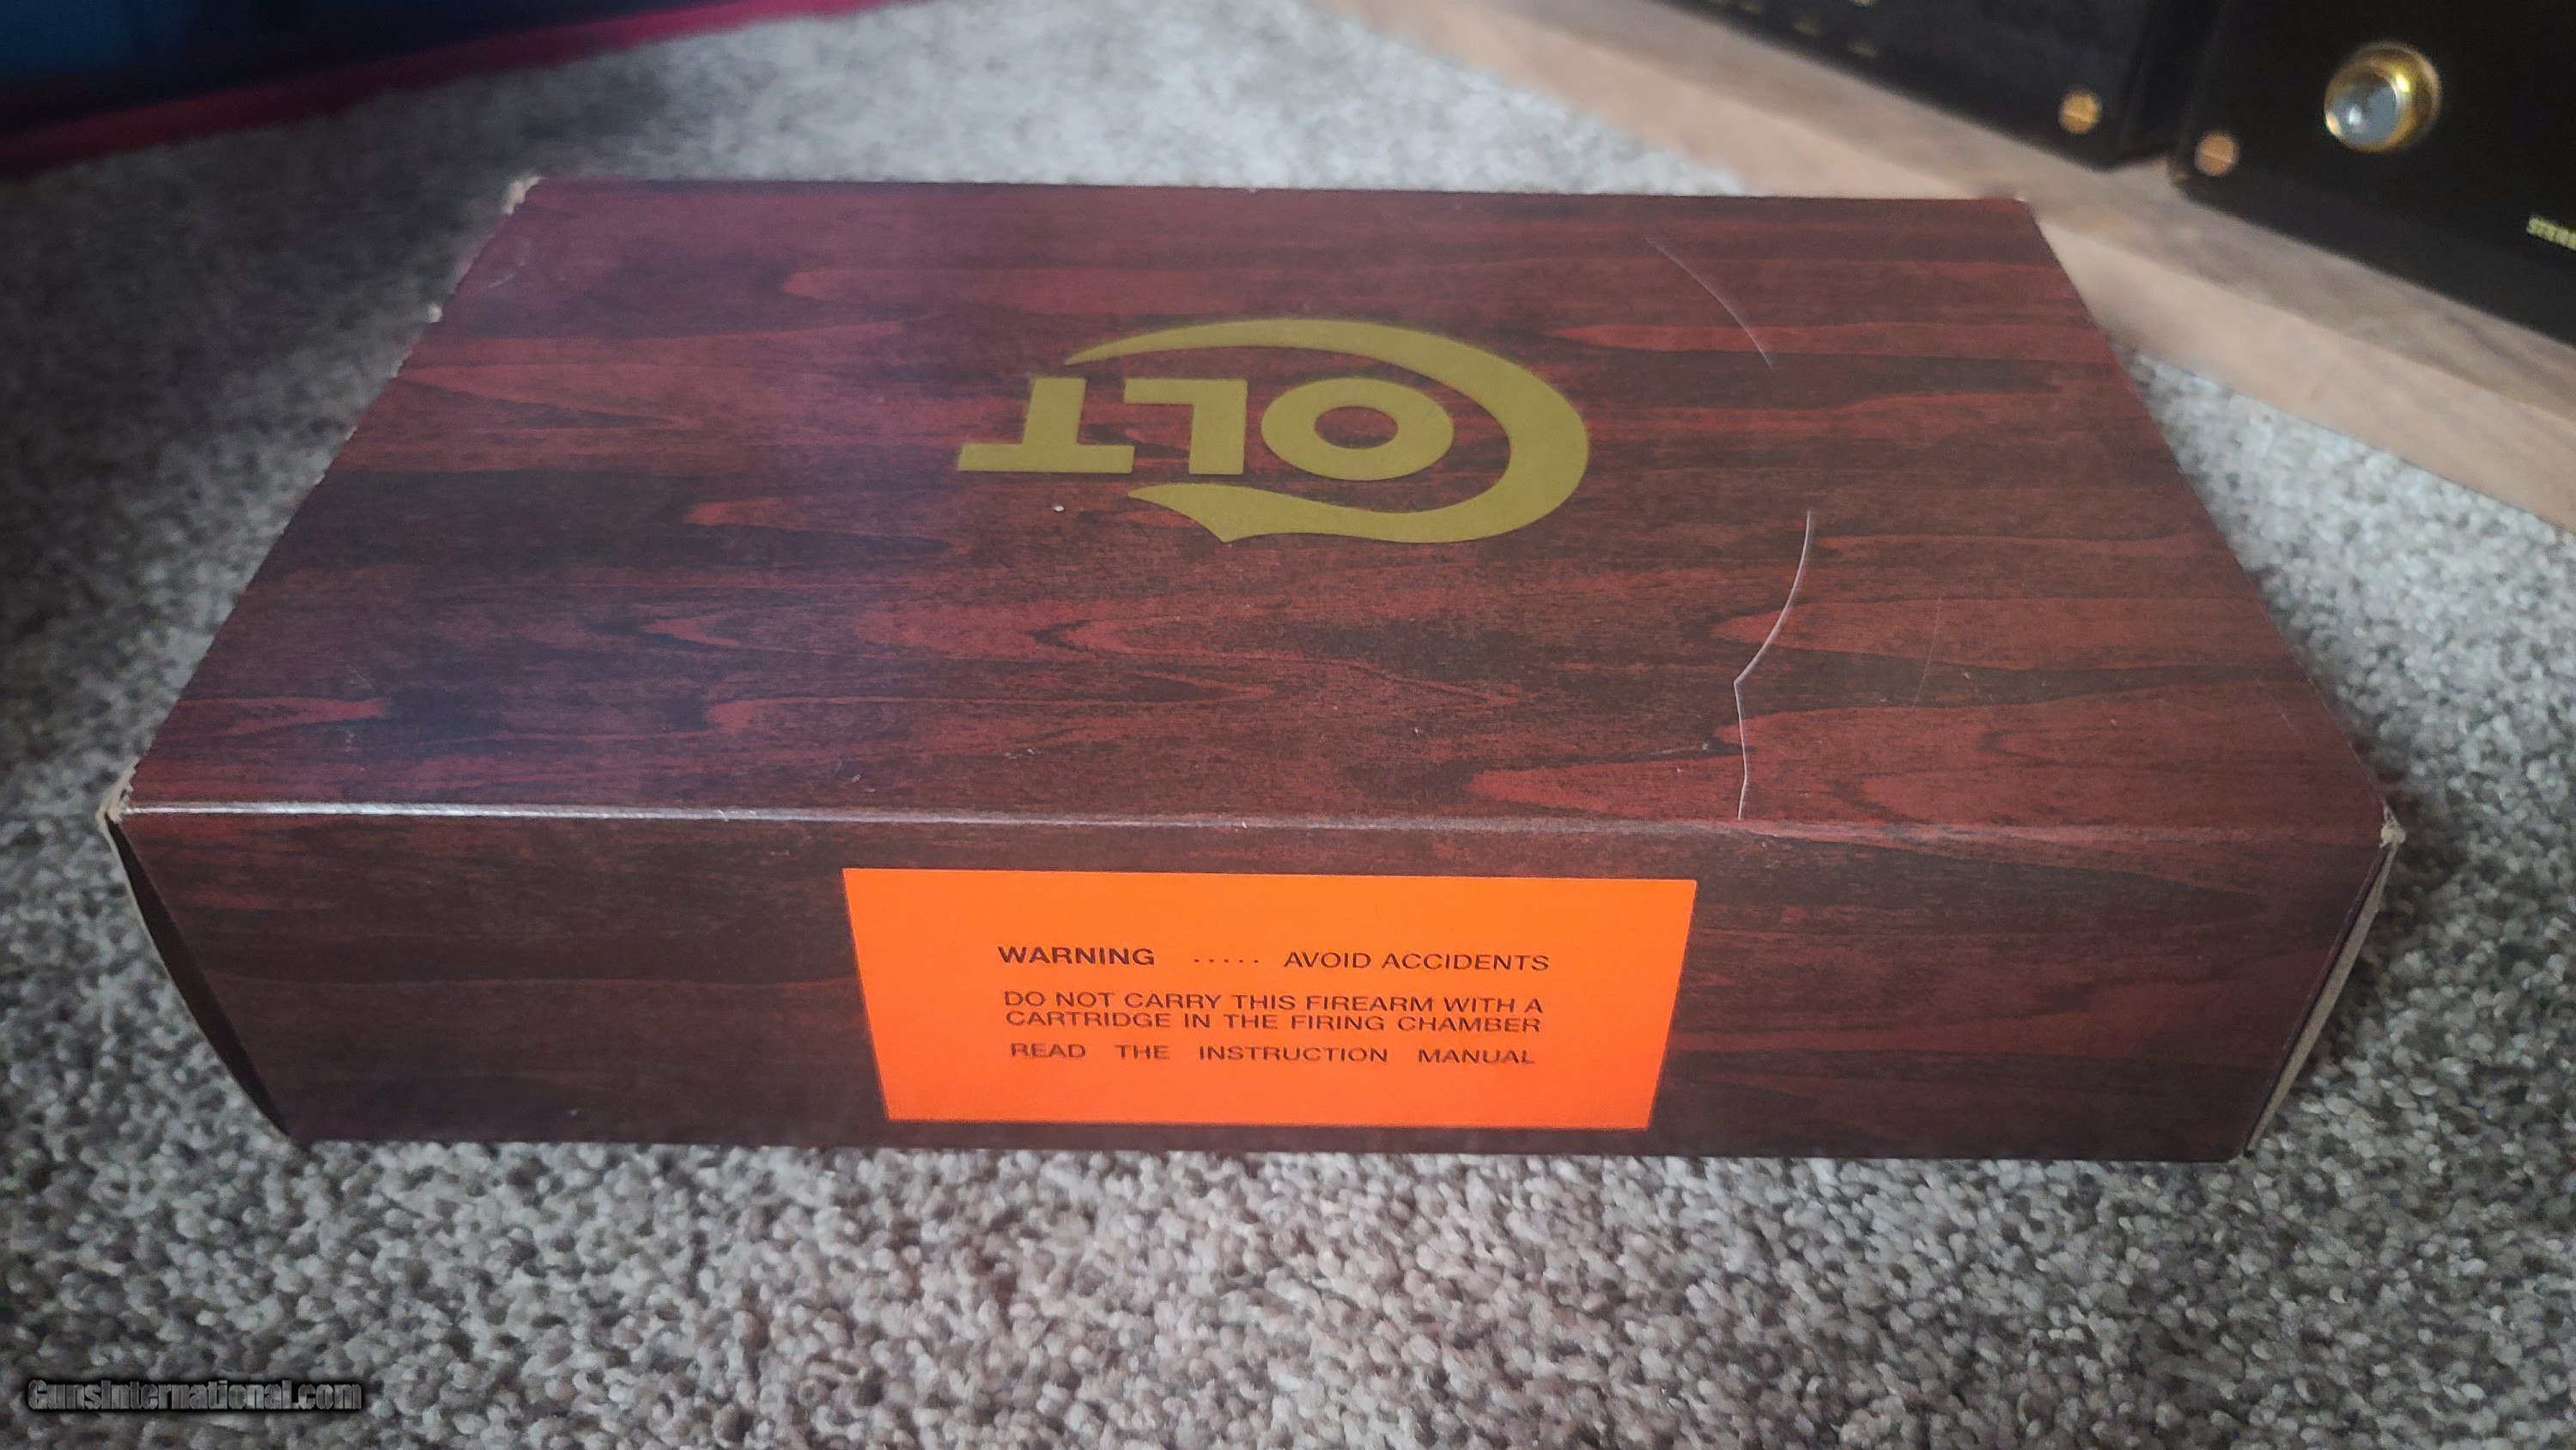 COLT
WARNING ..... AVOID ACCIDENTS
DO NOT CARRY THIS FIREARM WITH A
CARTRIDGE IN THE FIRING CHAMBER
READ THE INSTRUCTION MANUAL
GunsInternational.com